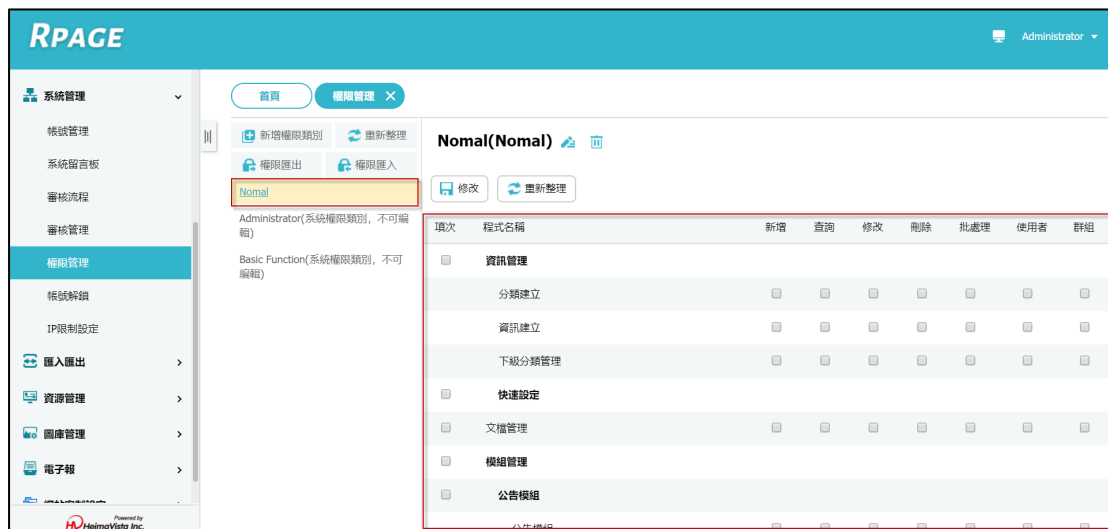 RPAGE
Administrator
系統管理
帳號管理
系統留言板
審核流程
審核管理
權限管理
帳號解鎖
IP限制設定
匯入匯出
資源管理
圖庫管理
電子報
Powered by
HeimaVista Inc.
首頁
權限管理
新增權限類別 重新整理
權限匯出 權限匯入
Nomal
Administrator(系統權限類別，不可編
輯)
Basic Function(系統權限類別，不可
編輯)
Nomal(Nomal)
修改 重新整理
項次 程式名稱 新增 查詢 修改 刪除 批處理 使用者 群組
資訊管理
分類建立
資訊建立
下級分類管理
快速設定
文檔管理
模組管理
公告模組
公告模組